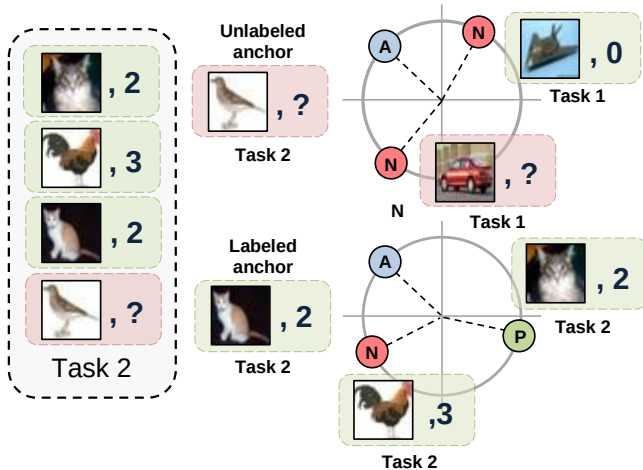 , 2
, 3
, 2
, ?
Task 2
Unlabeled
anchor
, ?
Task 2
A
N
N
, 0
Task 1
, ?
N
Task 1
Labeled
anchor
, 2
Task 2
A
N
P
, 2
Task 2
,3
Task 2